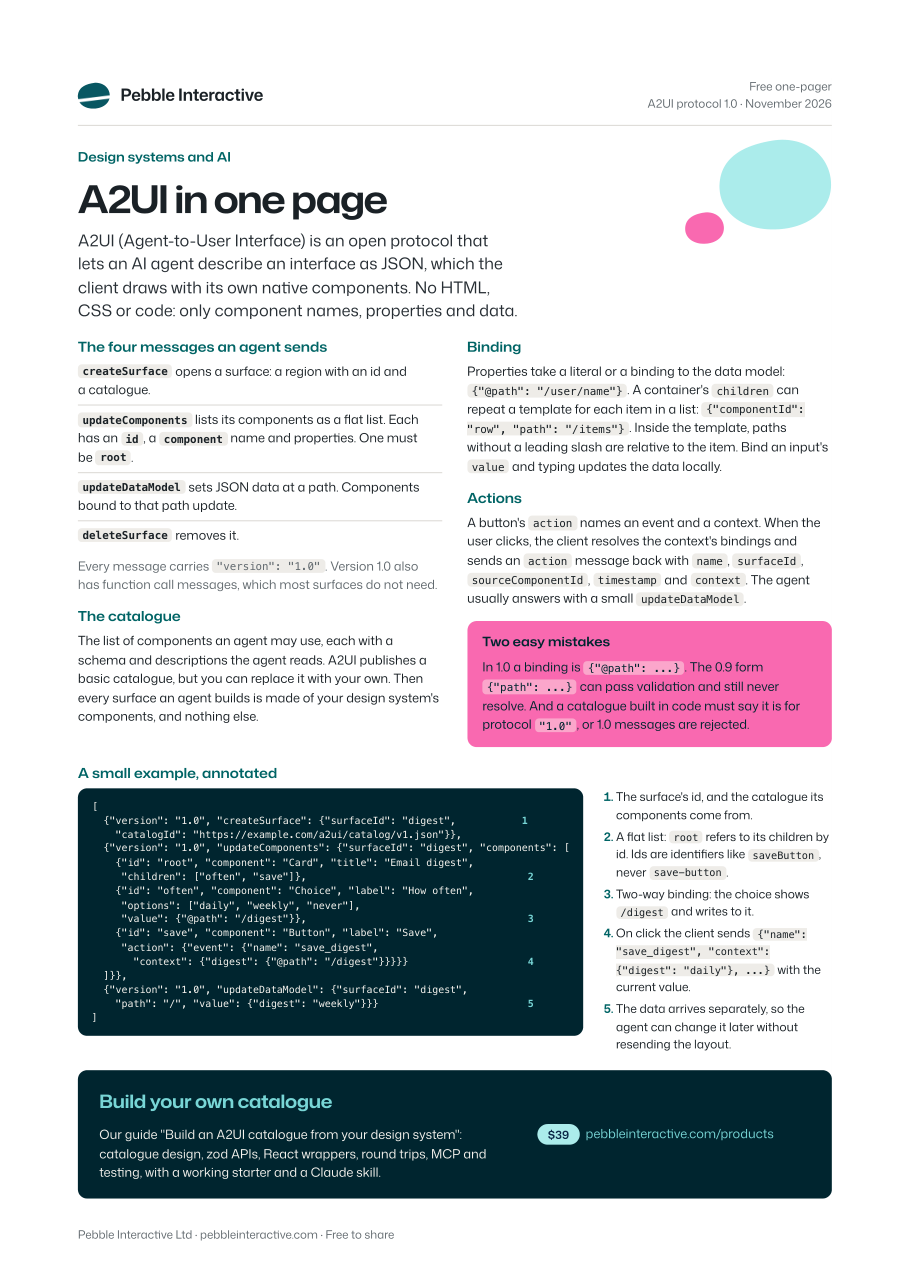 Pebble Interactive
Free one-pager
A2UI protocol 1.0 · November 2026
Design systems and AI
A2UI in one page
A2UI (Agent-to-User Interface) is an open protocol that
lets an AI agent describe an interface as JSON, which the
client draws with its own native components. No HTML,
CSS or code: only component names, properties and data.
The four messages an agent sends
createSurface opens a surface: a region with an id and
a catalogue.
updateComponents lists its components as a flat list. Each
has an id, a component name and properties. One must
be root.
updateDataModel sets JSON data at a path. Components
bound to that path update.
deleteSurface removes it.
Every message carries "version": "1.0". Version 1.0 also
has function call messages, which most surfaces do not need.
The catalogue
The list of components an agent may use, each with a
schema and descriptions the agent reads. A2UI publishes a
basic catalogue, but you can replace it with your own. Then
every surface an agent builds is made of your design system's
components, and nothing else.
Binding
Properties take a literal or a binding to the data model:
{"@path": "/user/name"}. A container's children can
repeat a template for each item in a list: {"componentId":
"row", "path": "/items"}. Inside the template, paths
without a leading slash are relative to the item. Bind an input's
value and typing updates the data locally.
Actions
A button's action names an event and a context. When the
user clicks, the client resolves the context's bindings and
sends an action message back with name, surfaceId,
sourceComponentId, timestamp and context. The agent
usually answers with a small updateDataModel.
Two easy mistakes
In 1.0 a binding is {"@path": ...}. The 0.9 form
{"path": ...} can pass validation and still never
resolve. And a catalogue built in code must say it is for
protocol "1.0", or 1.0 messages are rejected.
A small example, annotated
[
{"version": "1.0", "createSurface": {"surfaceId": "digest", 1
"catalogId": "https://example.com/a2ui/catalog/v1.json"}},
{"version": "1.0", "updateComponents": {"surfaceId": "digest", "components": [
{"id": "root", "component": "Card", "title": "Email digest",
"children": ["often", "save"]}, 2
{"id": "often", "component": "Choice", "label": "How often",
"options": ["daily", "weekly", "never"],
"value": {"@path": "/digest"}}, 3
{"id": "save", "component": "Button", "label": "Save",
"action": {"event": {"name": "save_digest",
"context": {"digest": {"@path": "/digest"}}}}} 4
]}},
{"version": "1.0", "updateDataModel": {"surfaceId": "digest",
"path": "/", "value": {"digest": "weekly"}}} 5
]
1. The surface's id, and the catalogue its
components come from.
2. A flat list: root refers to its children by
id. Ids are identifiers like saveButton,
never save-button.
3. Two-way binding: the choice shows
/digest and writes to it.
4. On click the client sends {"name":
"save_digest", "context":
{"digest": "daily"}, ...} with the
current value.
5. The data arrives separately, so the
agent can change it later without
resending the layout.
Build your own catalogue
Our guide "Build an A2UI catalogue from your design system":
catalogue design, zod APIs, React wrappers, round trips, MCP and
testing, with a working starter and a Claude skill.
$39 pebbleinteractive.com/products
Pebble Interactive Ltd · pebbleinteractive.com · Free to share